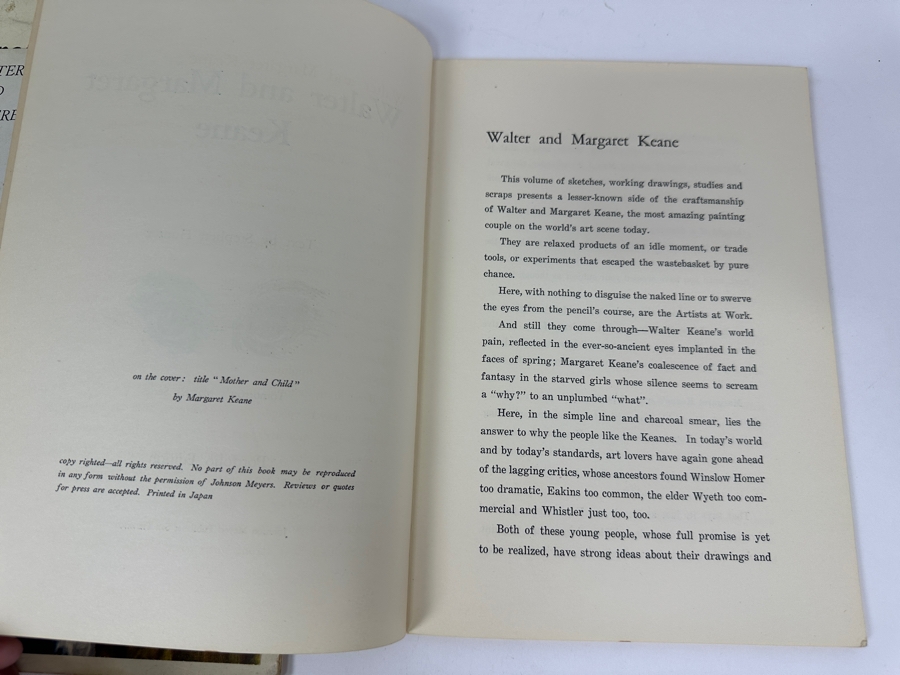 TER
on the cover: title "Mother and Child"
by Margaret Keane
copy righted—all rights reserved. No part of this book may be reproduced
in any form without the permission of Johnson Meyers. Reviews or quotes
for press are accepted. Printed in Japan
Walter and Margaret Keane
This volume of sketches, working drawings, studies and
scraps presents a lesser-known side of the craftsmanship
of Walter and Margaret Keane, the most amazing painting
couple on the world's art scene today.
They are relaxed products of an idle moment, or trade
tools, or experiments that escaped the wastebasket by pure
chance.
Here, with nothing to disguise the naked line or to swerve
the eyes from the pencil's course, are the Artists at Work.
And still they come through—Walter Keane's world
pain, reflected in the ever-so-ancient eyes implanted in the
faces of spring; Margaret Keane's coalescence of fact and
fantasy in the starved girls whose silence seems to scream
a "why?" to an unplumbed "what".
Here, in the simple line and charcoal smear, lies the
answer to why the people like the Keanes. In today's world
and by today's standards, art lovers have again gone ahead
of the lagging critics, whose ancestors found Winslow Homer
too dramatic, Eakins too common, the elder Wyeth too com-
mercial and Whistler just too, too.
Both of these young people, whose full promise is yet
to be realized, have strong ideas about their drawings and